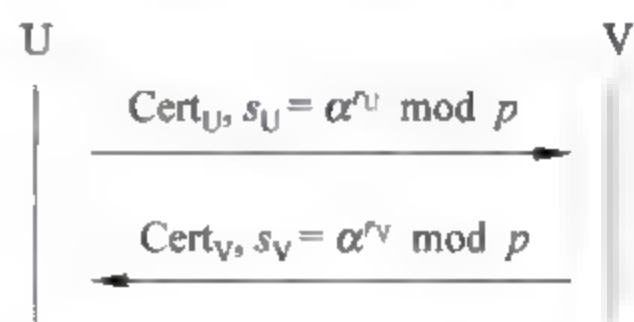 U V
Cert_U, s_U = α^{r_U} mod p
Cert_V, s_V = α^{r_V} mod p